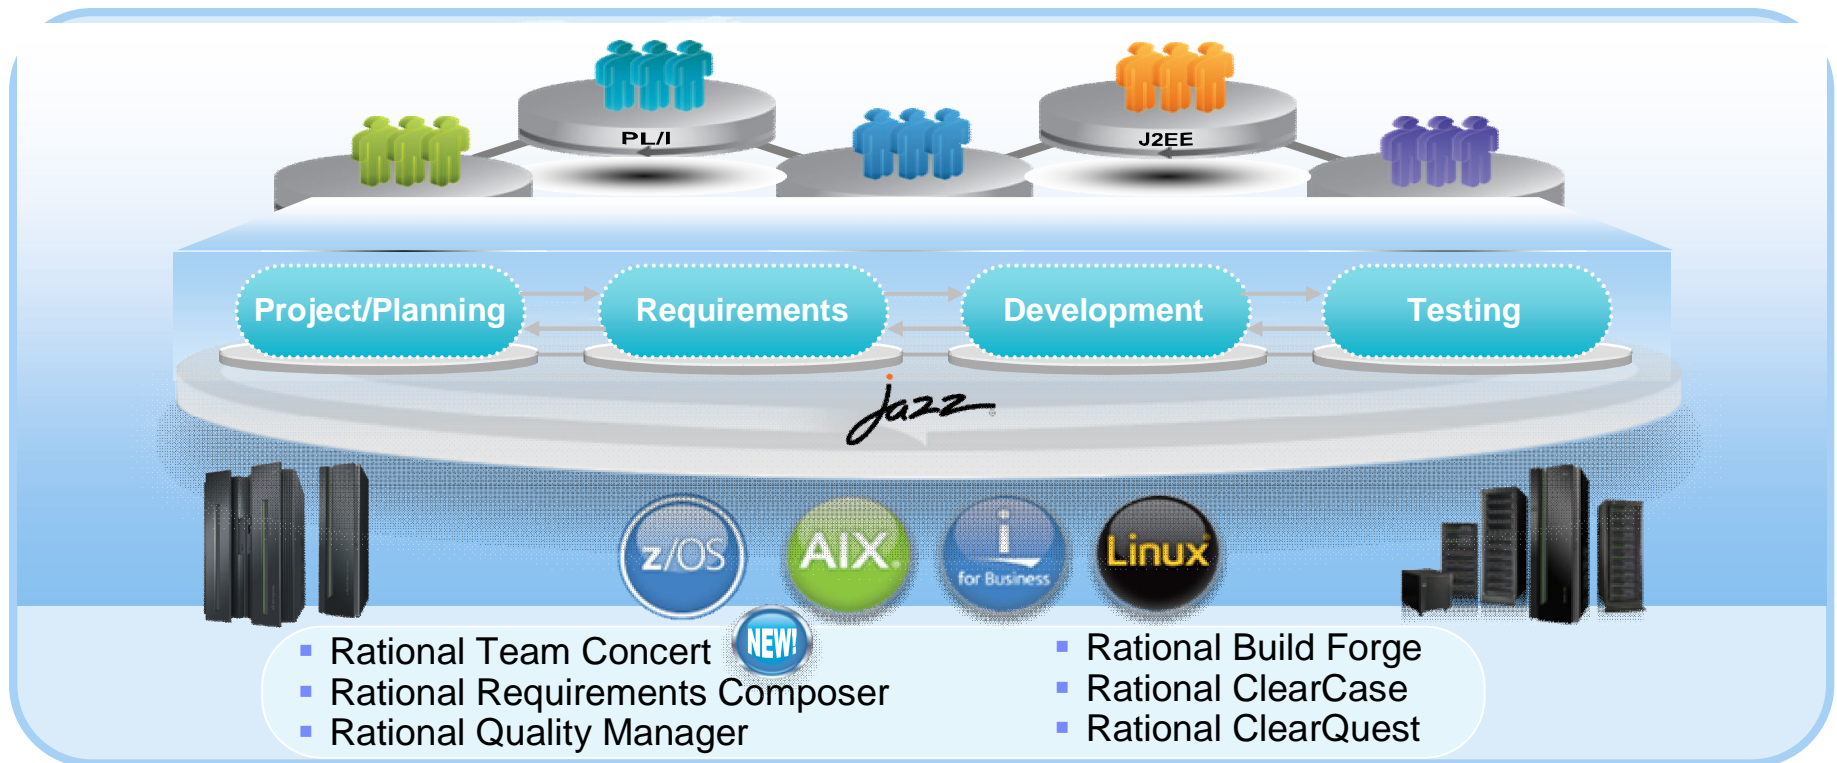 PL/I
J2EE
Project/Planning
Requirements
Development
Testing
jazz
z/OS
AIX
i
for Business
Linux
NEW!
Rational Team Concert
Rational Requirements Composer
Rational Quality Manager
Rational Build Forge
Rational ClearCase
Rational ClearQuest